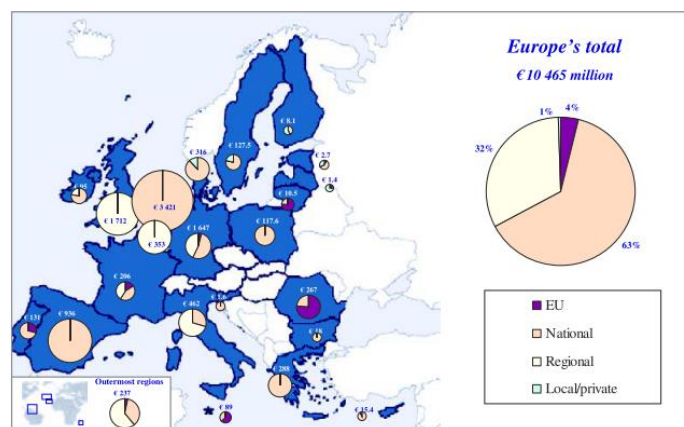 Europe's total
€ 10 465 million
1%
4%
32%
63%
EU
National
Regional
Local/private
€ 8.1
€ 127.5
€ 316
€ 2.7
€ 1.4
€ 10.5
€ 95
€ 3 421
€ 1 712
€ 353
€ 1 647
€ 117.6
€ 206
€ 267
€ 462
€ 131
€ 936
€ 288
€ 89
€ 15.4
Outermost regions
€ 237